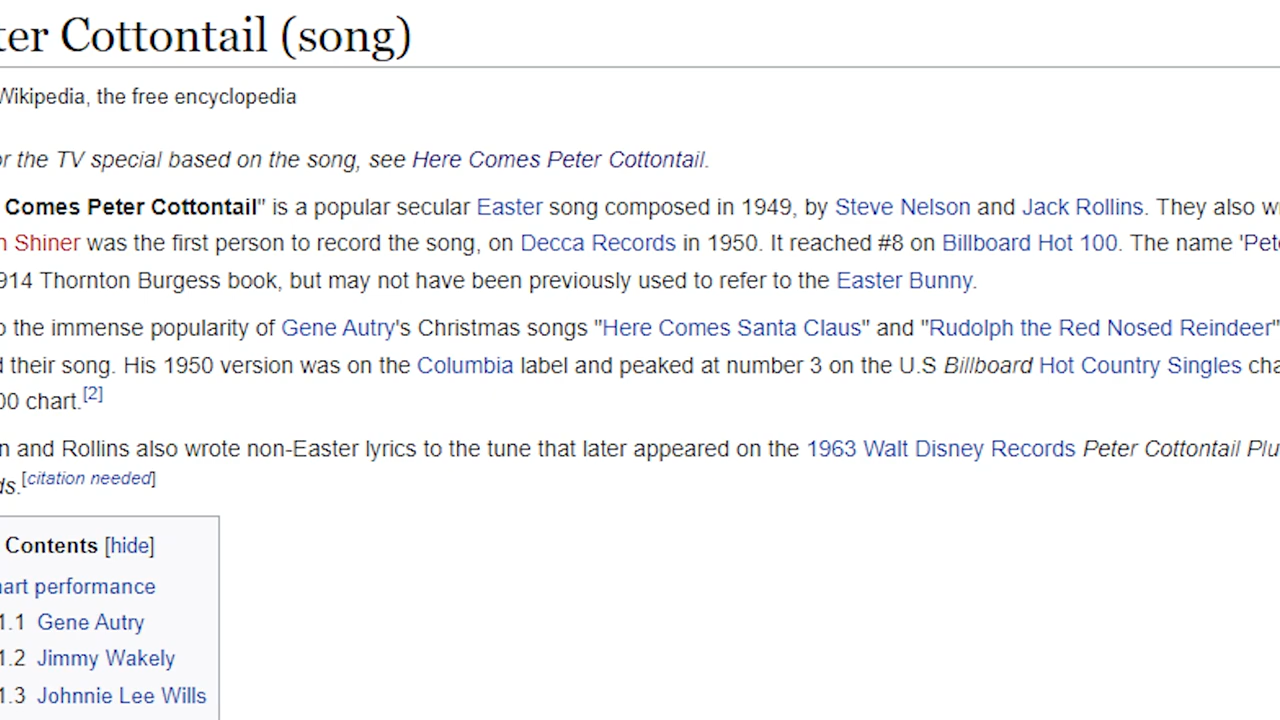 ter Cottontail (song)
Wikipedia, the free encyclopedia
or the TV special based on the song, see Here Comes Peter Cottontail.
Comes Peter Cottontail" is a popular secular Easter song composed in 1949, by Steve Nelson and Jack Rollins. They also w
n Shiner was the first person to record the song, on Decca Records in 1950. It reached #8 on Billboard Hot 100. The name 'Pet
914 Thornton Burgess book, but may not have been previously used to refer to the Easter Bunny.
o the immense popularity of Gene Autry's Christmas songs "Here Comes Santa Claus" and "Rudolph the Red Nosed Reindeer"
d their song. His 1950 version was on the Columbia label and peaked at number 3 on the U.S Billboard Hot Country Singles cha
00 chart.[2]
n and Rollins also wrote non-Easter lyrics to the tune that later appeared on the 1963 Walt Disney Records Peter Cottontail Plu
ds.[citation needed]
Contents [hide]
art performance
1.1 Gene Autry
1.2 Jimmy Wakely
1.3 Johnnie Lee Wills